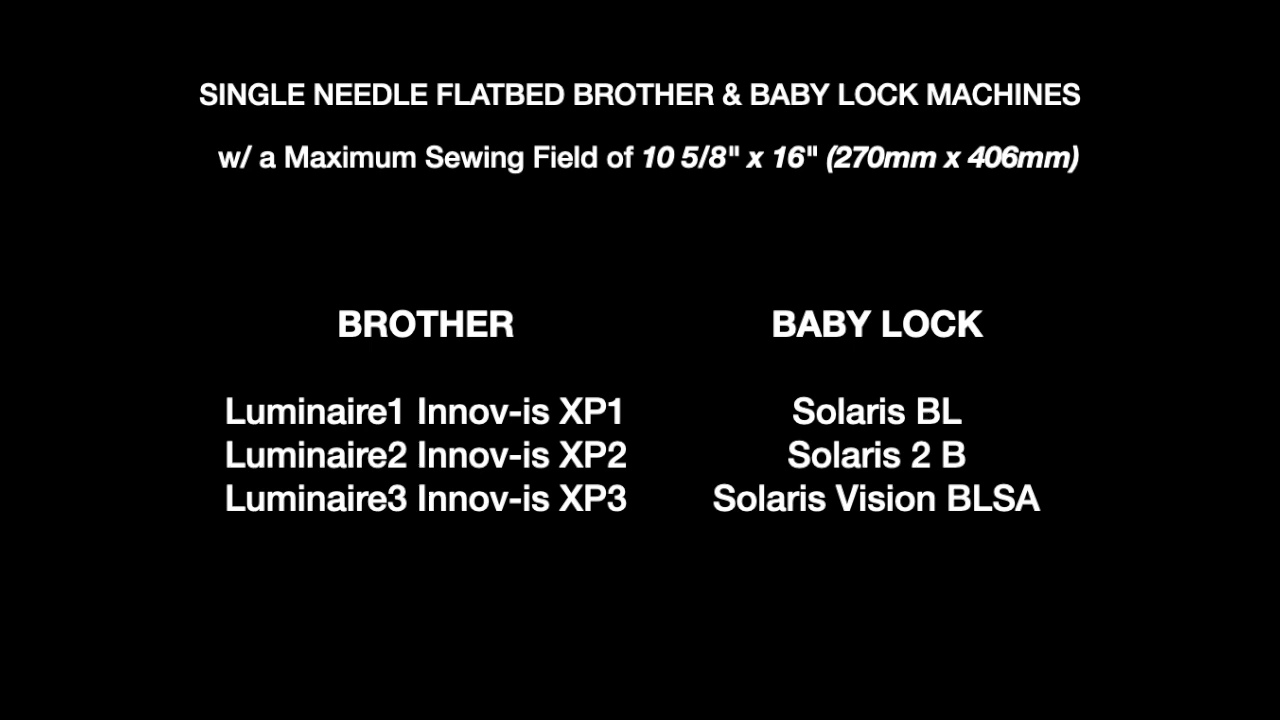 SINGLE NEEDLE FLATBED BROTHER & BABY LOCK MACHINES
w/ a Maximum Sewing Field of 10 5/8" x 16" (270mm x 406mm)
BROTHER
Luminaire1 Innov-is XP1
Luminaire2 Innov-is XP2
Luminaire3 Innov-is XP3
BABY LOCK
Solaris BL
Solaris 2 B
Solaris Vision BLSA